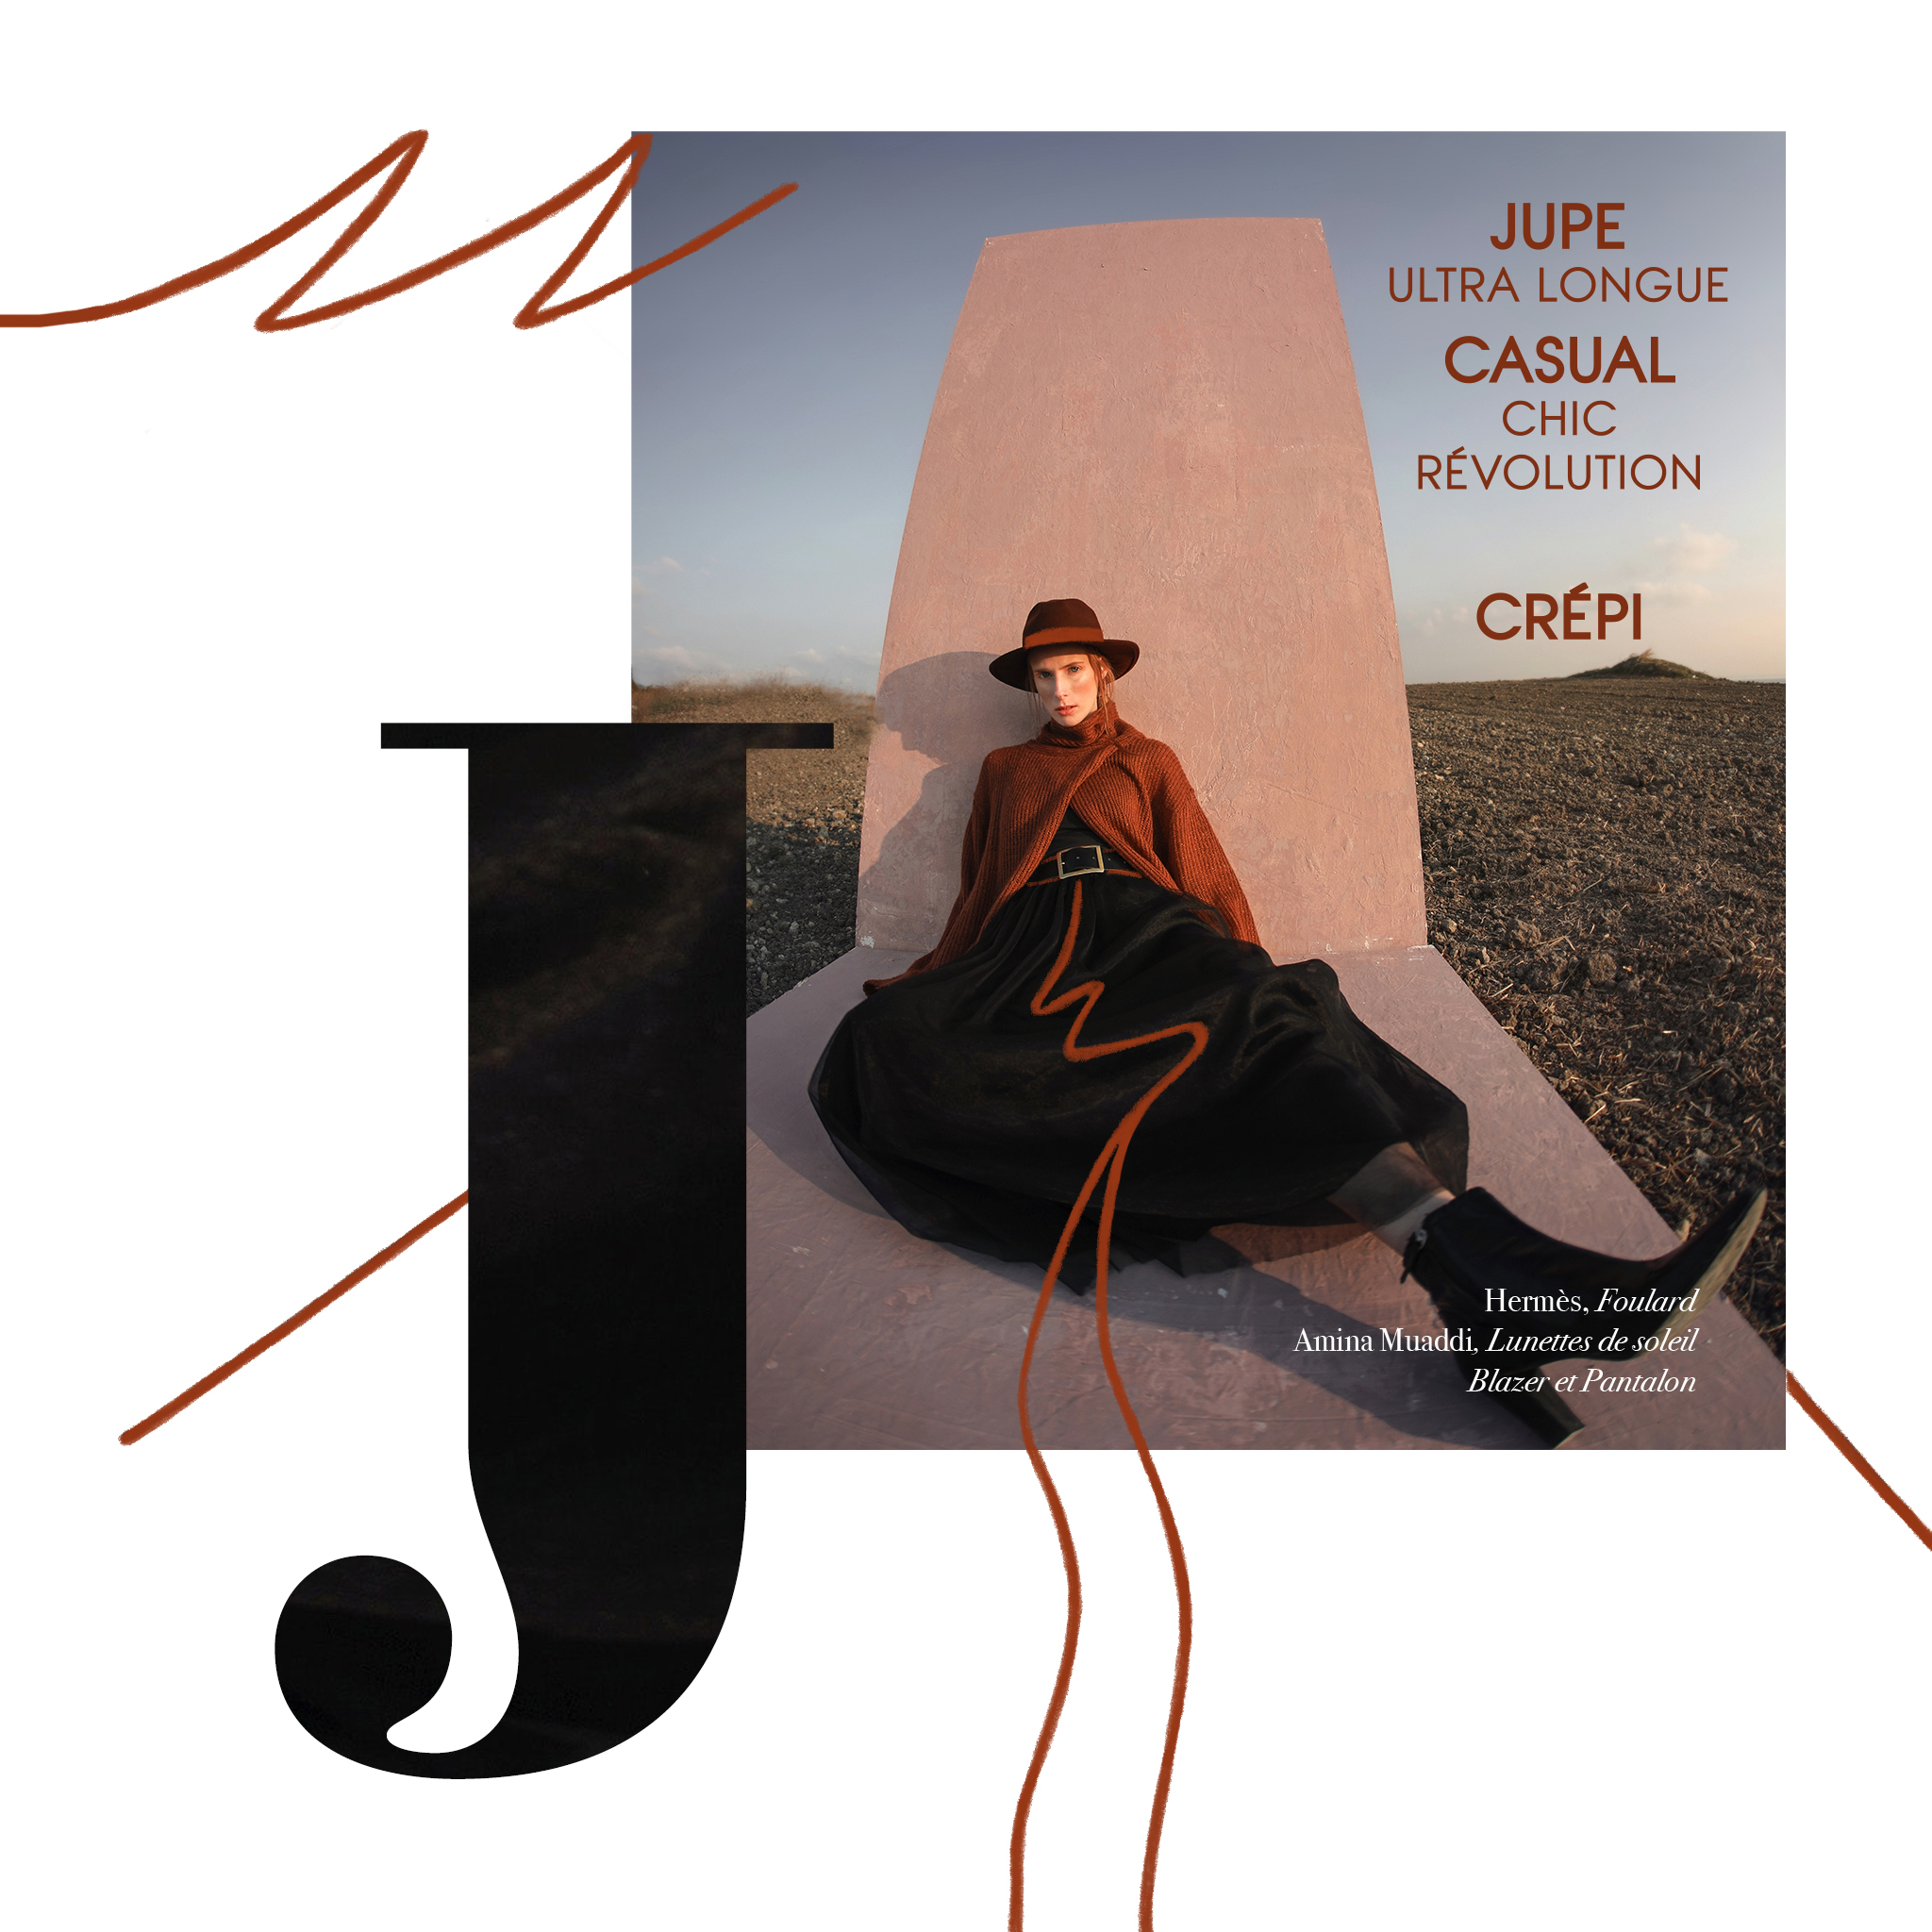 JUPE
ULTRA LONGUE
CASUAL
CHIC
RÉVOLUTION
CRÉPI
J
Hermès, Foulard
Amina Muaddi, Lunettes de soleil
Blazer et Pantalon